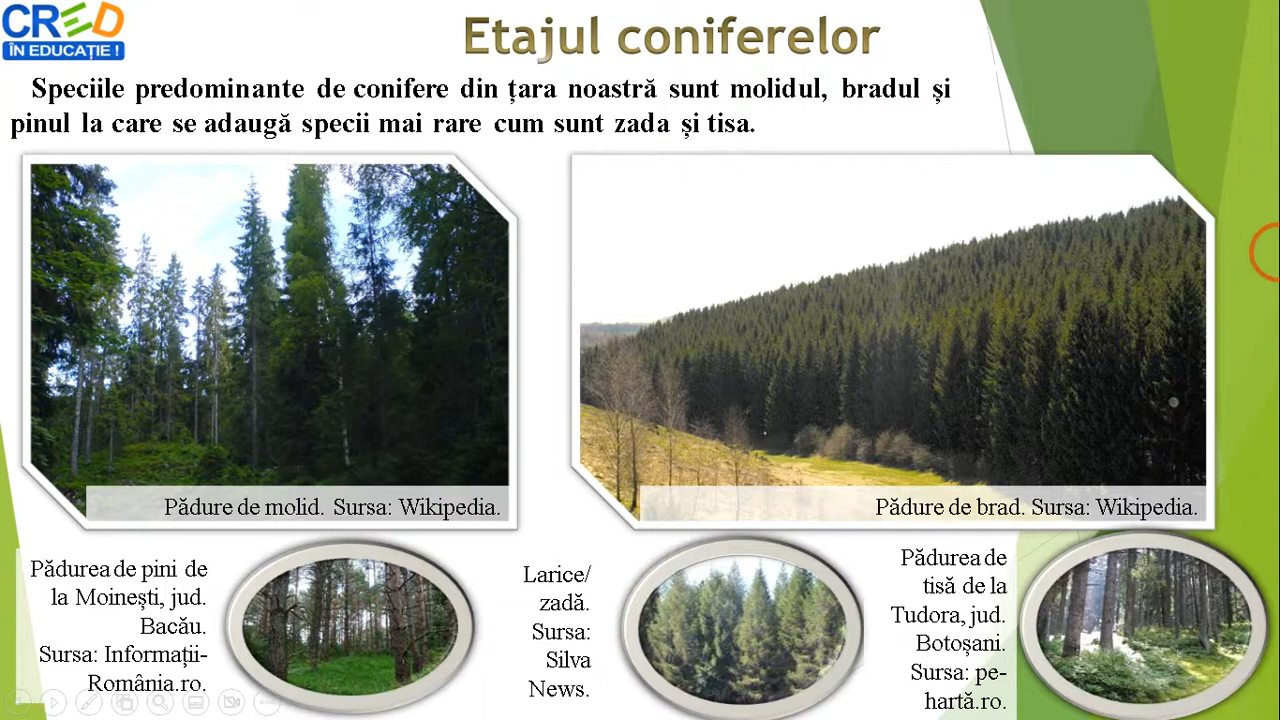 CRED
ÎN EDUCAȚIE !
Etajul coniferelor
Speciile predominante de conifere din țara noastră sunt molidul, bradul și
pinul la care se adaugă specii mai rare cum sunt zada și tisa.
Pădure de molid. Sursa: Wikipedia.
Pădure de brad. Sursa: Wikipedia.
Pădurea de pini de
la Moinești, jud.
Bacău.
Sursa: Informații-
România.ro.
Larice/
zadă.
Sursa:
Silva
News.
Pădurea de
tisă de la
Tudora, jud.
Botoșani.
Sursa: pe-
hartă.ro.